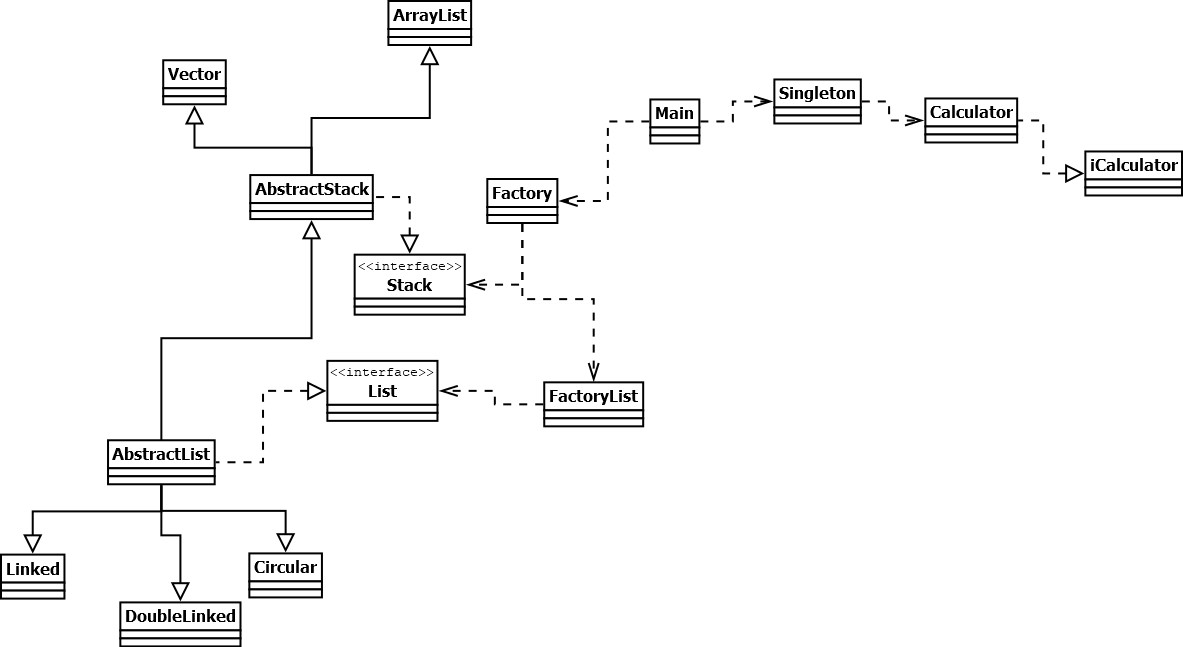 ArrayList
Vector
Singleton
Main
Calculator
iCalculator
AbstractStack
Factory
<<interface>>
Stack
<<interface>>
List
FactoryList
AbstractList
Linked
Circular
DoubleLinked